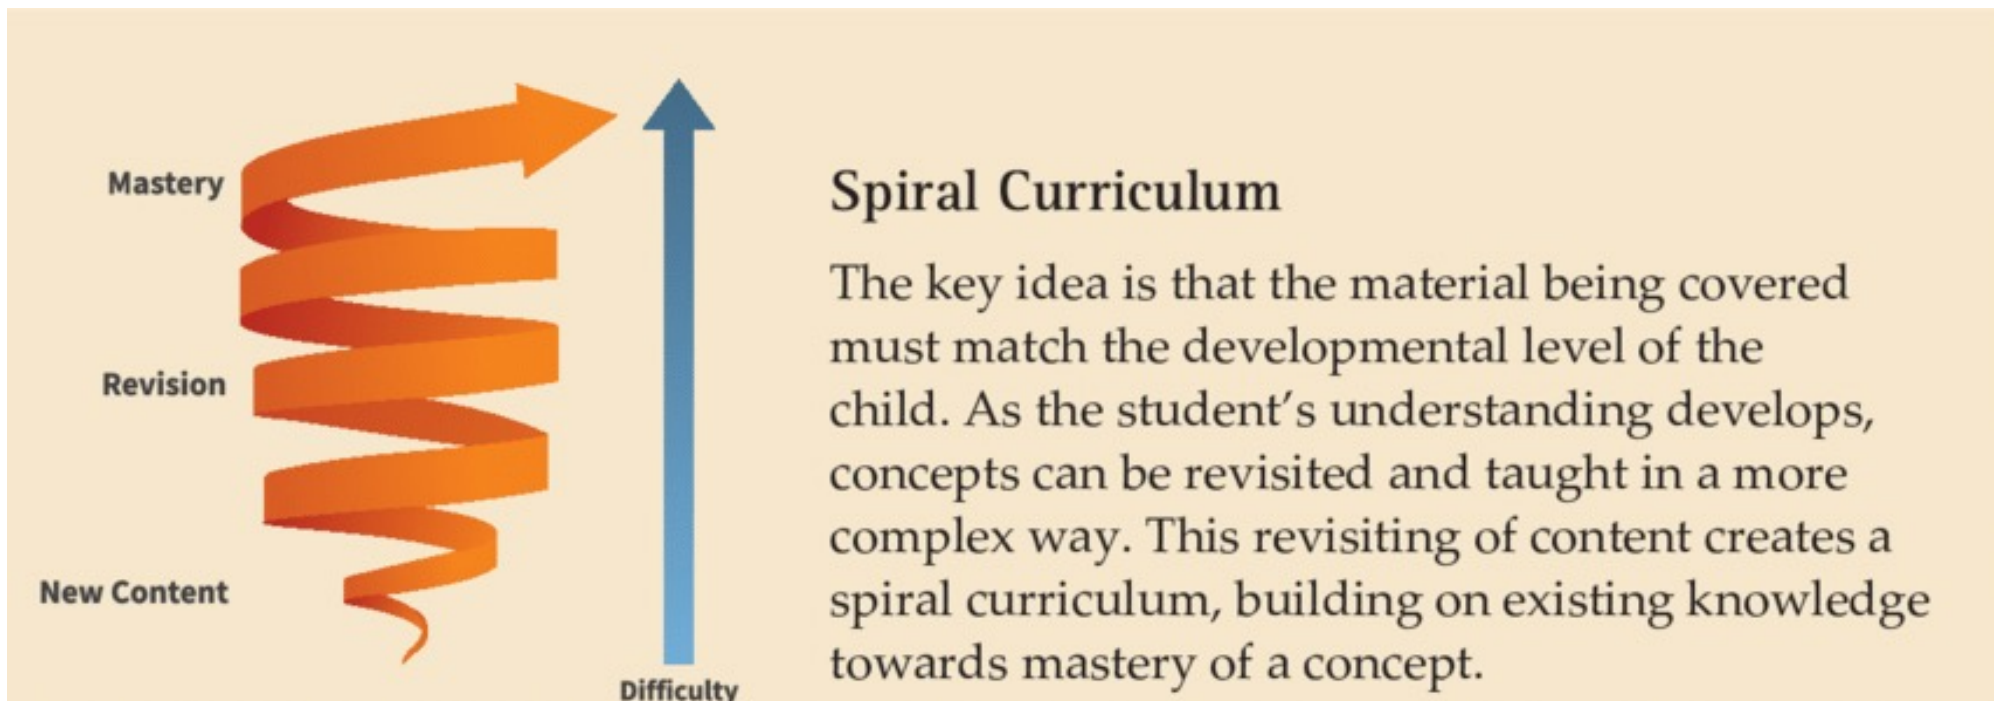 Mastery
Revision
New Content
Difficulty
Spiral Curriculum
The key idea is that the material being covered
must match the developmental level of the
child. As the student’s understanding develops,
concepts can be revisited and taught in a more
complex way. This revisiting of content creates a
spiral curriculum, building on existing knowledge
towards mastery of a concept.